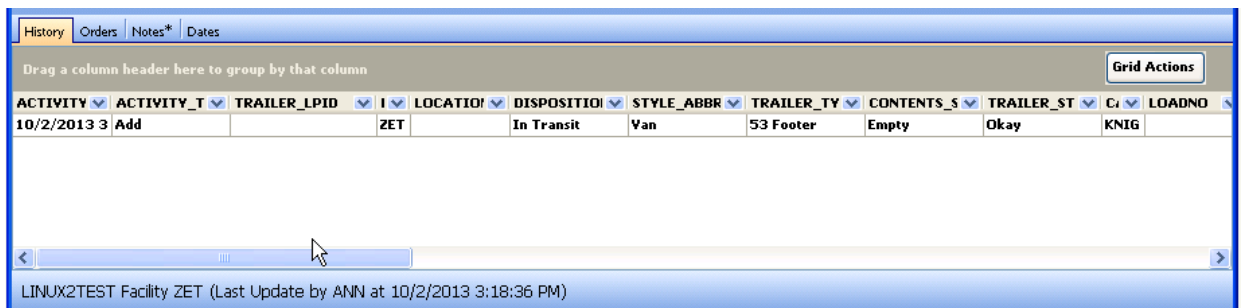 History Orders Notes* Dates
Drag a column header here to group by that column Grid Actions
ACTIVITY ACTIVITY_T TRAILER_LPID LOCATIO DISPOSITIO STYLE_ABBR TRAILER_TY CONTENTS_S TRAILER_ST LOADNO
10/2/2013 3 Add ZET In Transit Van 53 Footer Empty Okay KNIG
LINUX2TEST Facility ZET (Last Update by ANN at 10/2/2013 3:18:36 PM)